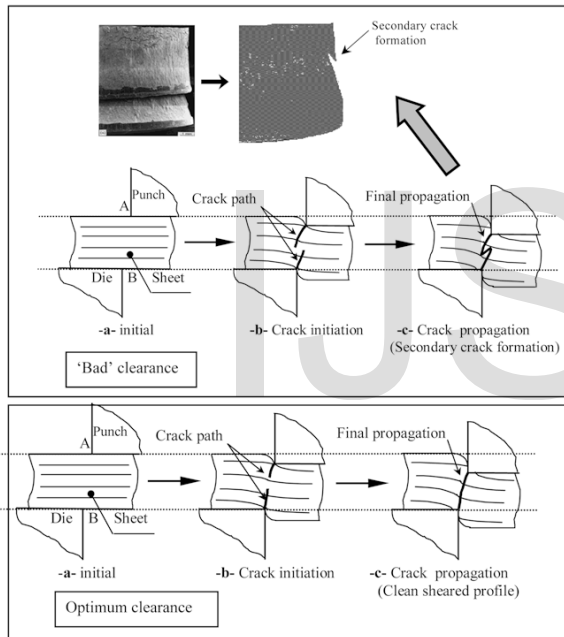 Secondary crack
formation
A
Punch
Crack path
Final propagation
Die B Sheet
-a- initial
-b- Crack initiation
-c- Crack propagation
(Secondary crack formation)
'Bad' clearance
IJS
A
Punch
Crack path
Final propagation
Die B Sheet
-a- initial
-b- Crack initiation
-c- Crack propagation
(Clean sheared profile)
Optimum clearance